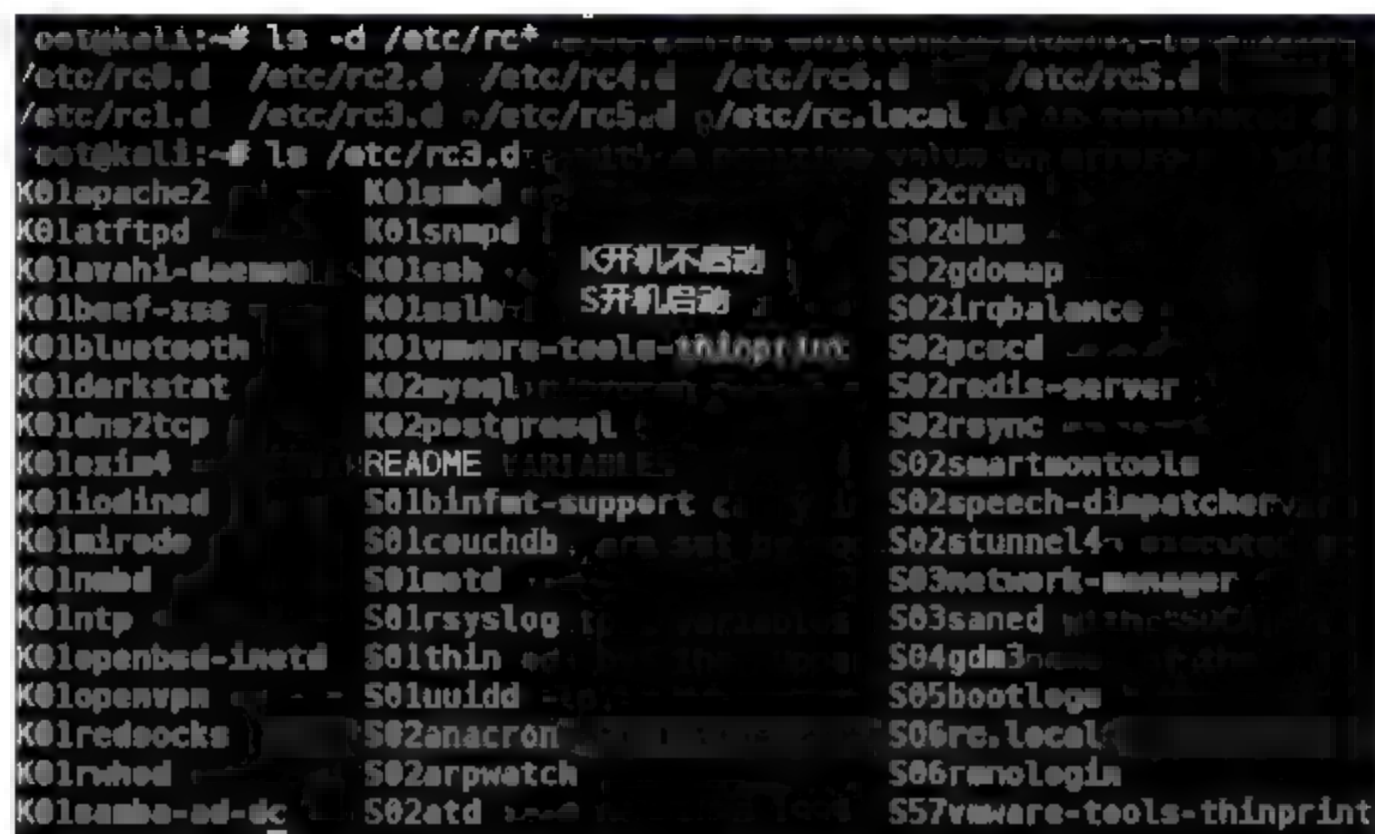 oot@kali:~# ls -d /etc/rc*
/etc/rc0.d /etc/rc2.d /etc/rc4.d /etc/rc6.d /etc/rcS.d
/etc/rc1.d /etc/rc3.d /etc/rc5.d /etc/rc.local
oot@kali:~# ls /etc/rc3.d
K01apache2 K01smbd S02cron
K01atftpd K01snmpd S02dbus
K01avahi-daemon K01ssh K开机不启动 S02gdomap
K01beef-xss K01sslh S开机启动 S02irqbalance
K01bluetooth K01vmware-tools-thinprint S02pcscd
K01darkstat K02mysql S02redis-server
K01dns2tcp K02postgresql S02rsync
K01exim4 README S02smartmontools
K01iodined S01binfmt-support S02speech-dispatcher
K01miredo S01couchdb S02stunnel4
K01nmbd S01motd S03network-manager
K01ntp S01rsyslog S03saned
K01openbsd-inetd S01thin S04gdm3
K01openvpn S01uuidd S05bootlogs
K01redsocks S02anacron S06rc.local
K01rwhod S02arpwatch S06rmnologin
K01samba-ad-dc S02atd S57vmware-tools-thinprint